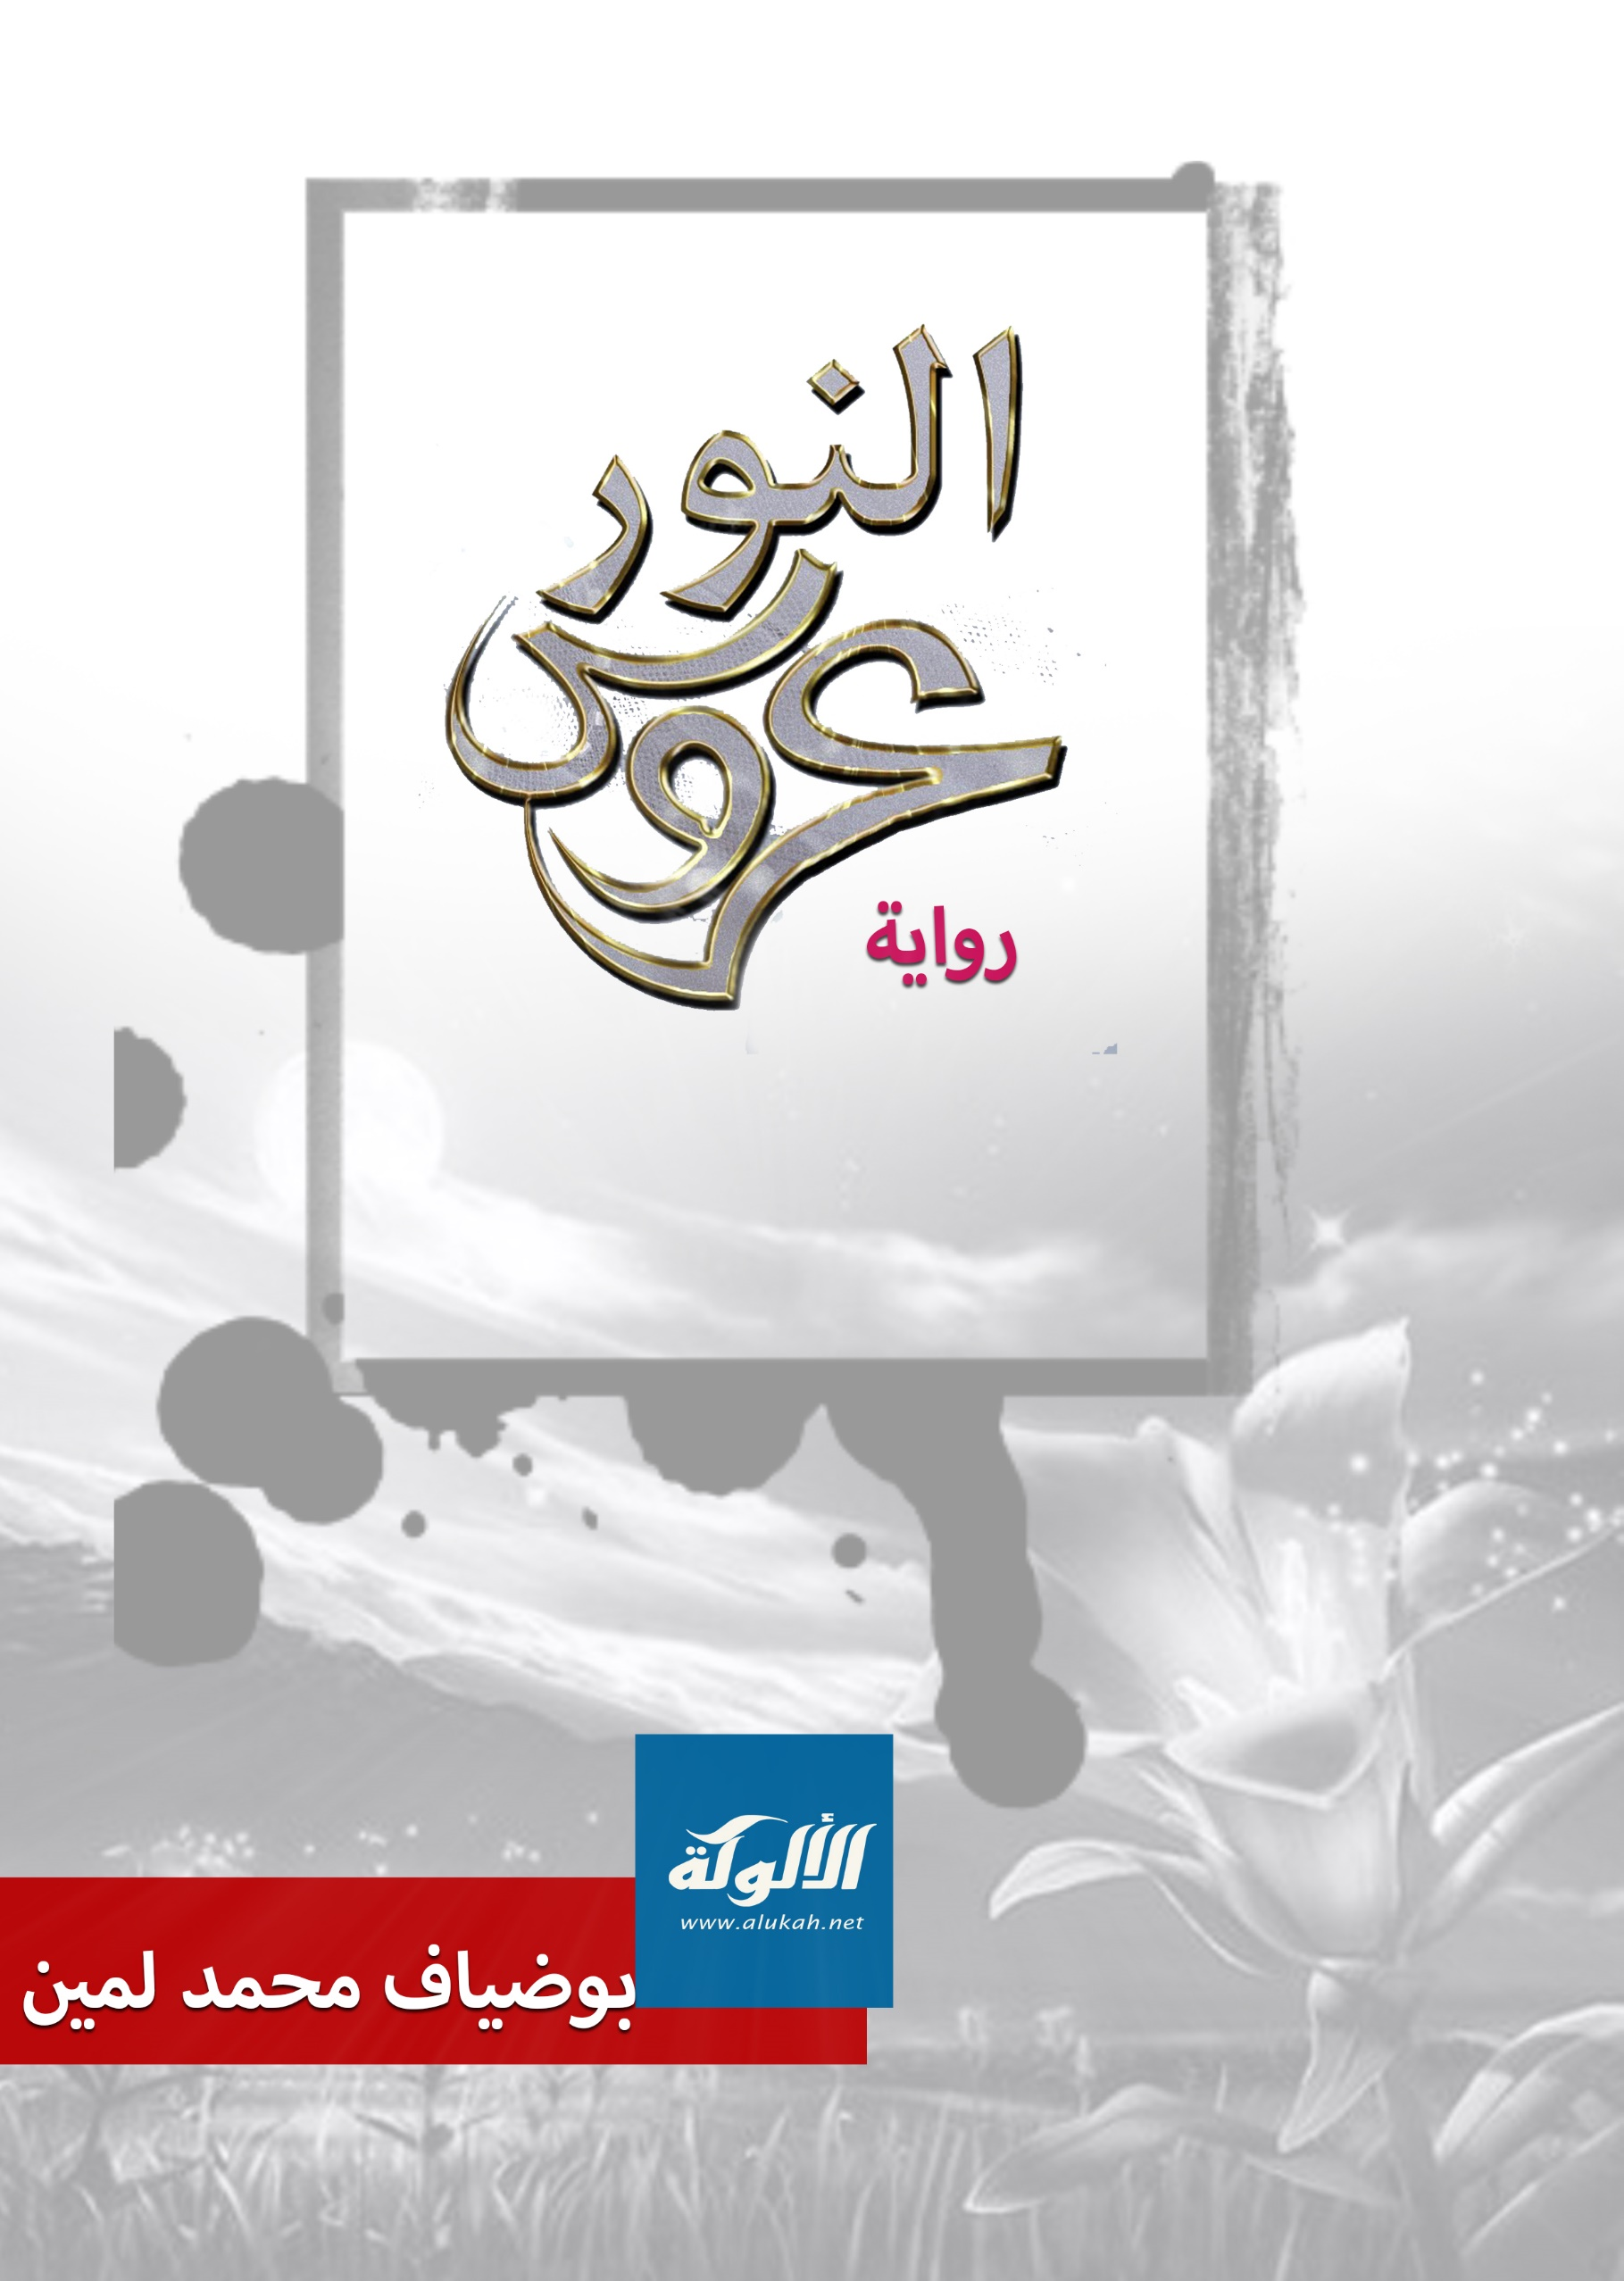 النور
عروس
رواية
الألوكة
www.alukah.net
بوضياف محمد لمين